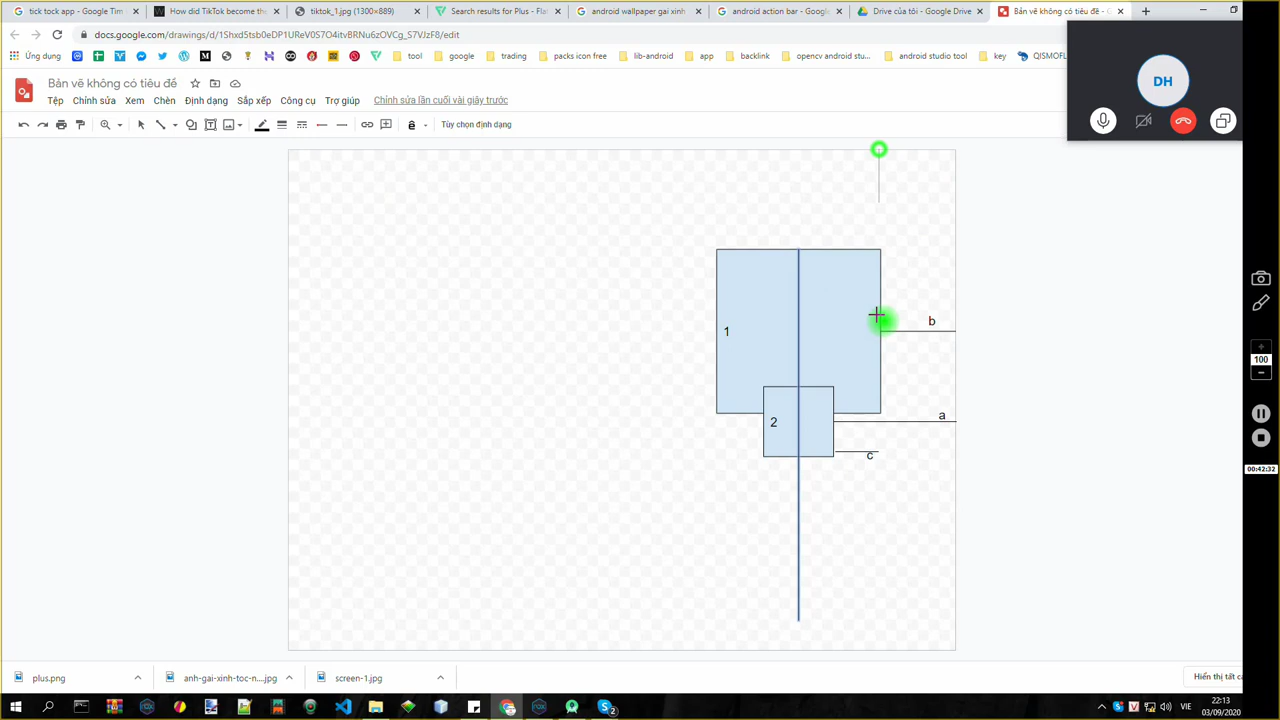 tick tock app - Google Tim
How did TikTok become the
tiktok_1.jpg (1300×889)
Search results for Plus - Fla
android wallpaper gai xinh
android action bar - Google
Drive của tôi - Google Drive
Bản vẽ không có tiêu đề - G
docs.google.com/drawings/d/1Shxd5tsb0eDP1UReV0S7O4itvBRNu6zOVCg_S7VJzF8/edit
Ứng dụng
tool
google
trading
packs icon free
lib-android
app
backlink
opencv android stu...
android studio tool
key
QISMOFL
DH
Bản vẽ không có tiêu đề
Tệp Chỉnh sửa Xem Chèn Định dạng Sắp xếp Công cụ Trợ giúp Chỉnh sửa lần cuối vài giây trước
ê Tùy chọn định dạng
b
1
a
2
c
100
00:42:32
plus.png
anh-gai-xinh-toc-n....jpg
screen-1.jpg
Hiển thị tất cả
2
VIE
22:13
03/09/2020